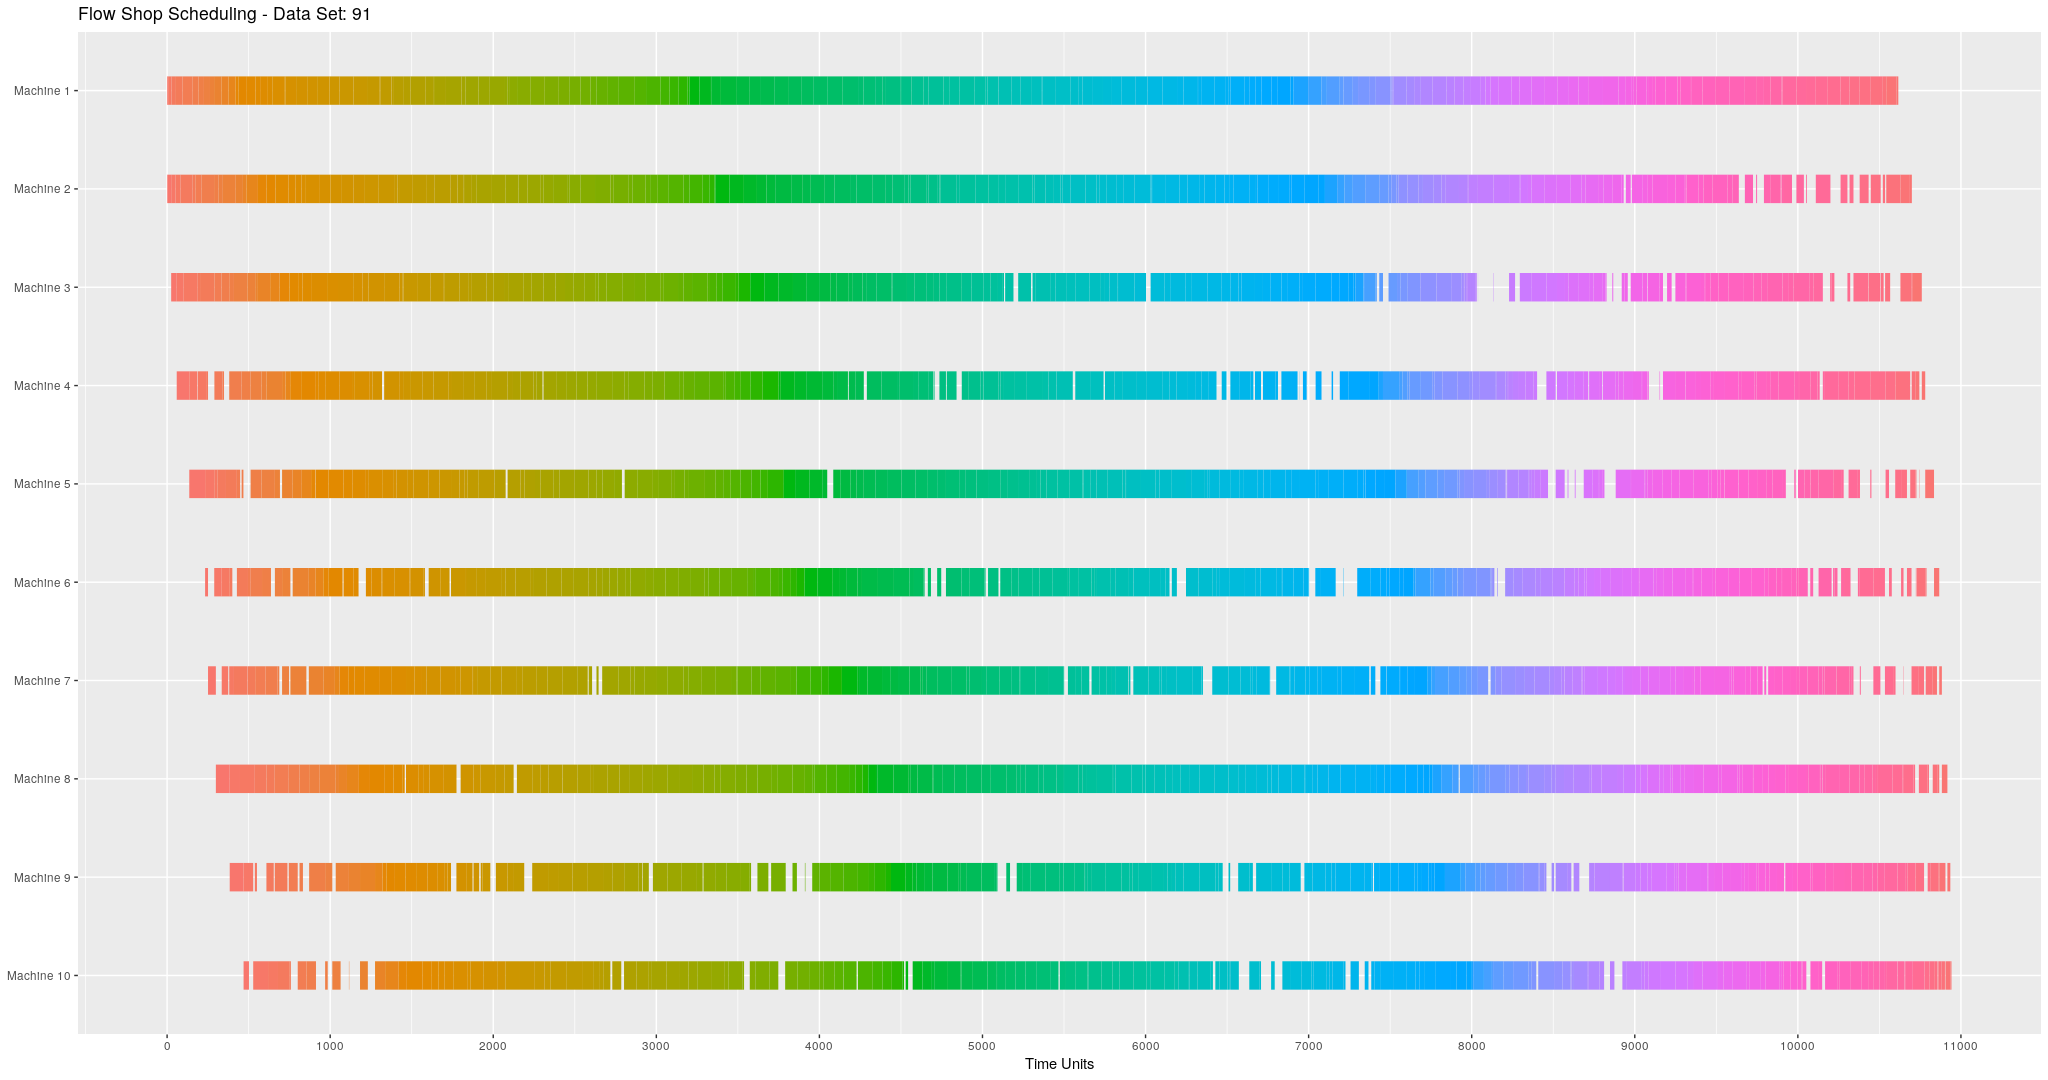 Flow Shop Scheduling - Data Set: 91
Machine 1
Machine 2
Machine 3
Machine 4
Machine 5
Machine 6
Machine 7
Machine 8
Machine 9
Machine 10
0 1000 2000 3000 4000 5000 6000 7000 8000 9000 10000 11000
Time Units